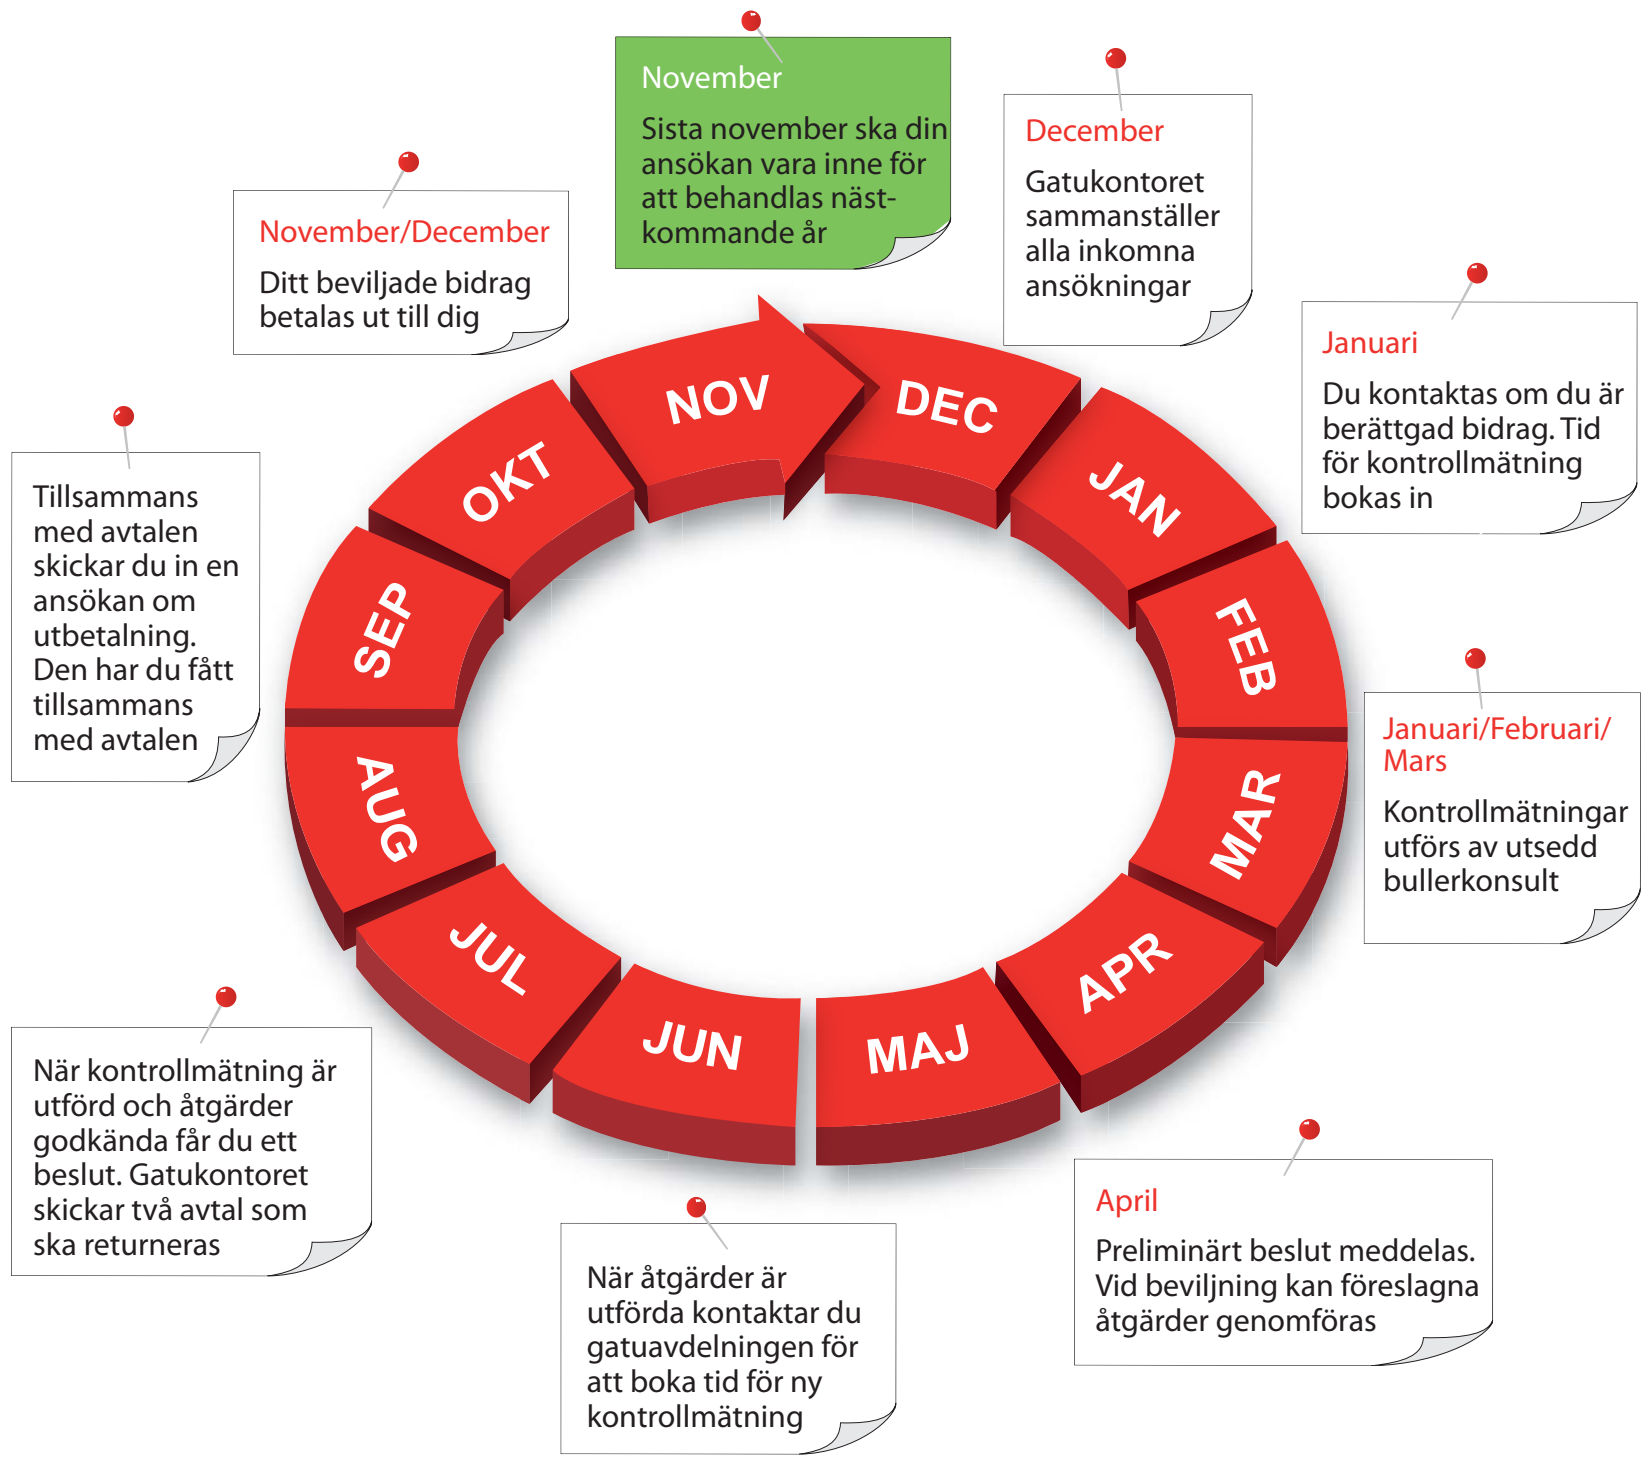 November
Sista november ska din
ansökan vara inne för
att behandlas näst-
kommande år
December
Gatukontoret
sammanställer
alla inkomna
ansökningar
Januari
Du kontaktas om du är
berättgad bidrag. Tid
för kontrollmätning
bokas in
Januari/Februari/
Mars
Kontrollmätningar
utförs av utsedd
bullerkonsult
April
Preliminärt beslut meddelas.
Vid beviljning kan föreslagna
åtgärder genomföras
När åtgärder är
utförda kontaktar du
gatuavdelningen för
att boka tid för ny
kontrollmätning
När kontrollmätning är
utförd och åtgärder
godkända får du ett
beslut. Gatukontoret
skickar två avtal som
ska returneras
Tillsammans
med avtalen
skickar du in en
ansökan om
utbetalning.
Den har du fått
tillsammans
med avtalen
November/December
Ditt beviljade bidrag
betalas ut till dig
NOV
DEC
JAN
FEB
MAR
APR
MAJ
JUN
JUL
AUG
SEP
OKT